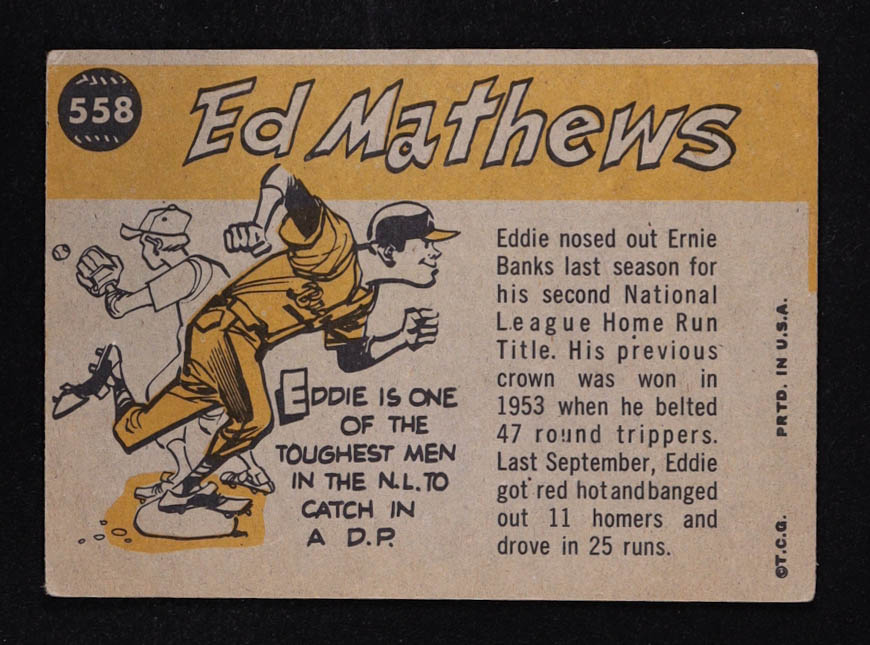 558
Ed Mathews
EDDIE IS ONE
OF THE
TOUGHEST MEN
IN THE N.L. TO
CATCH IN
A D.P.
Eddie nosed out Ernie
Banks last season for
his second National
League Home Run
Title. His previous
crown was won in
1953 when he belted
47 round trippers.
Last September, Eddie
got red hot and banged
out 11 homers and
drove in 25 runs.
©T.C.G. PRTD. IN U.S.A.